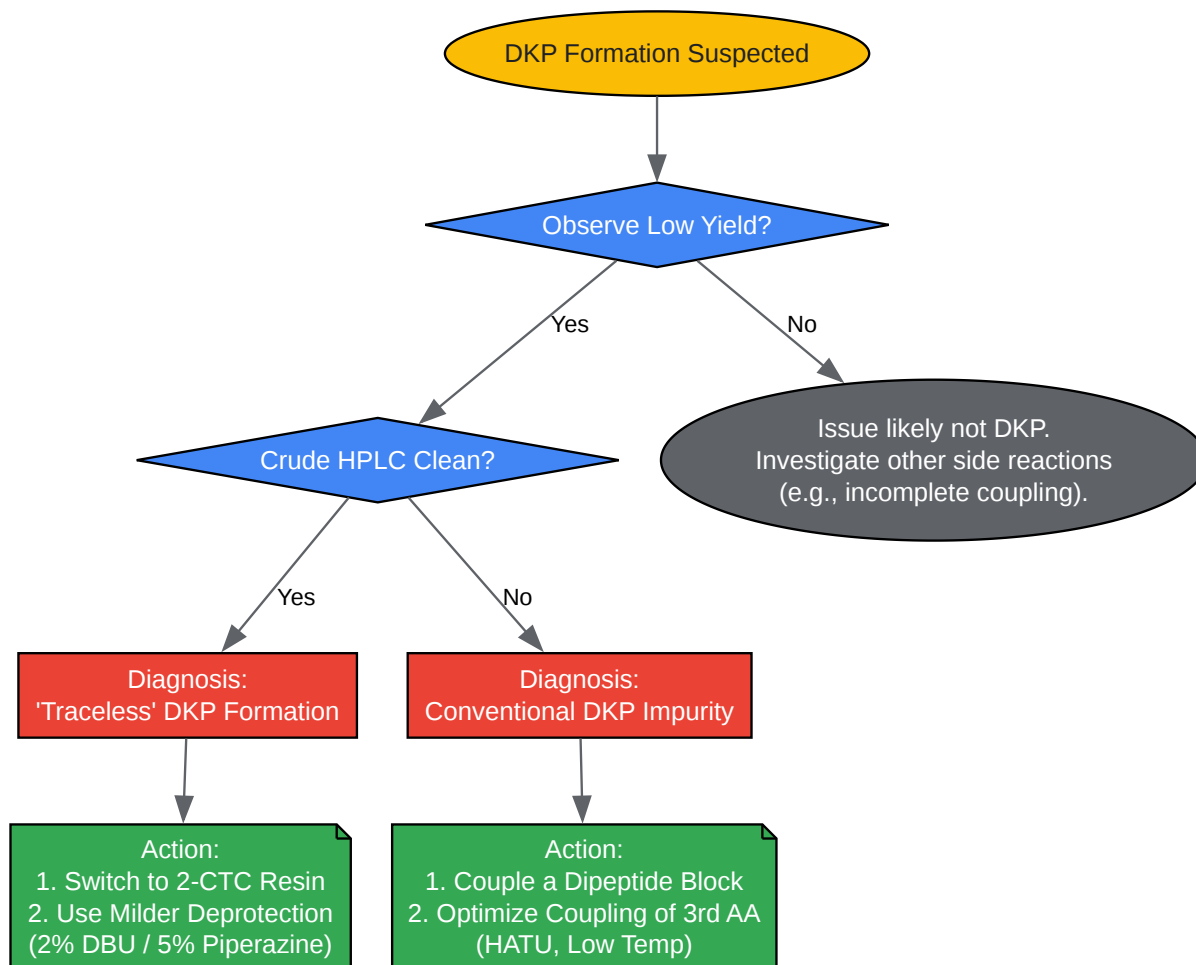 DKP Formation Suspected
Observe Low Yield?
Yes
No
Crude HPLC Clean?
Issue likely not DKP.
Investigate other side reactions
(e.g., incomplete coupling).
Yes
No
Diagnosis:
'Traceless' DKP Formation
Diagnosis:
Conventional DKP Impurity
Action:
1. Switch to 2-CTC Resin
2. Use Milder Deprotection
(2% DBU / 5% Piperazine)
Action:
1. Couple a Dipeptide Block
2. Optimize Coupling of 3rd AA
(HATU, Low Temp)